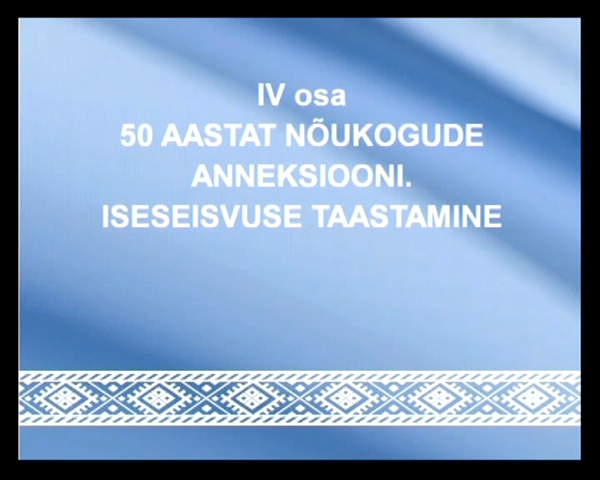 IV osa
50 AASTAT NÕUKOGUDE
ANNEKSIOONI.
ISESEISVUSE TAASTAMINE